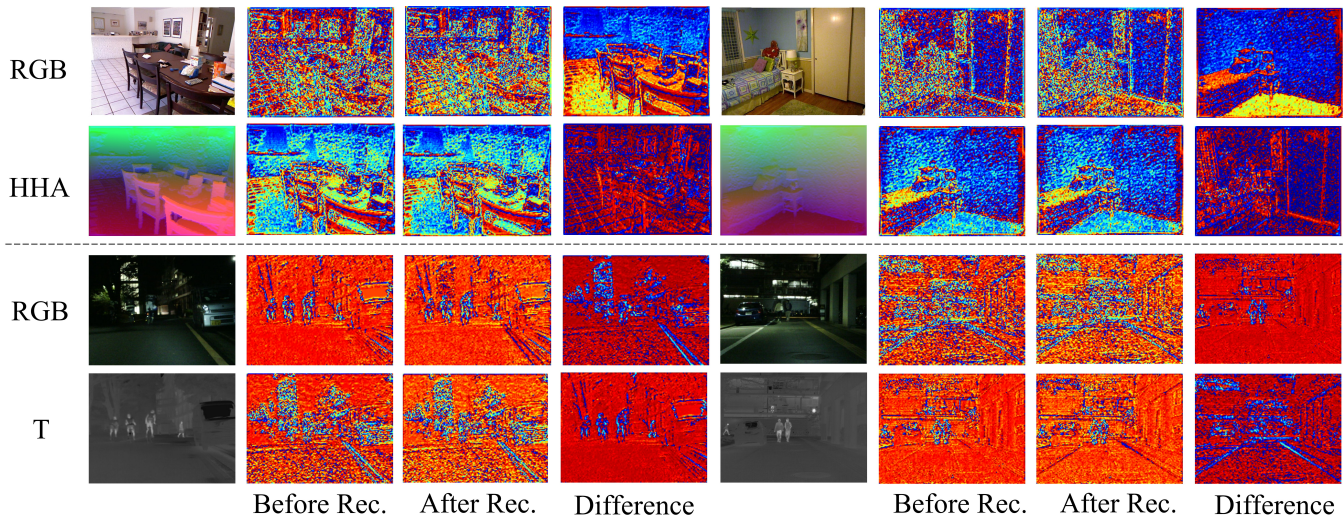 RGB
HHA
RGB
T
Before Rec. After Rec. Difference Before Rec. After Rec. Difference